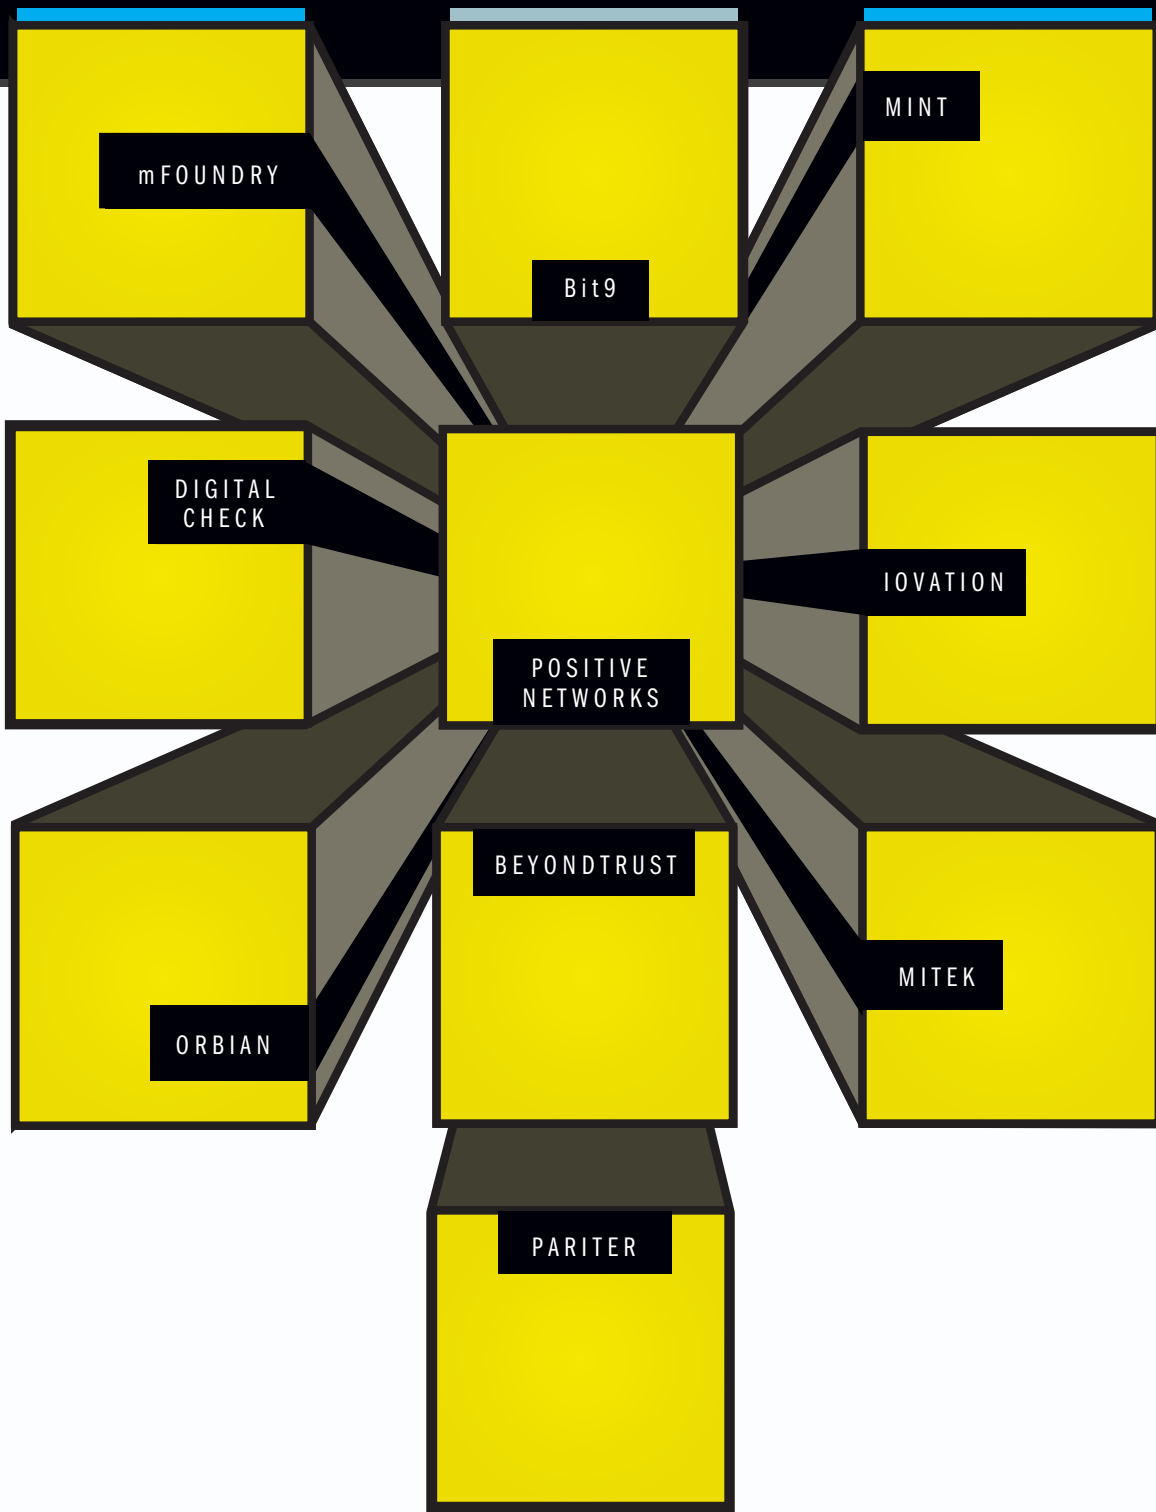 mFOUNDRY
Bit9
MINT
DIGITAL
CHECK
POSITIVE
NETWORKS
IOVATION
ORBIAN
BEYONDTRUST
MITEK
PARITER